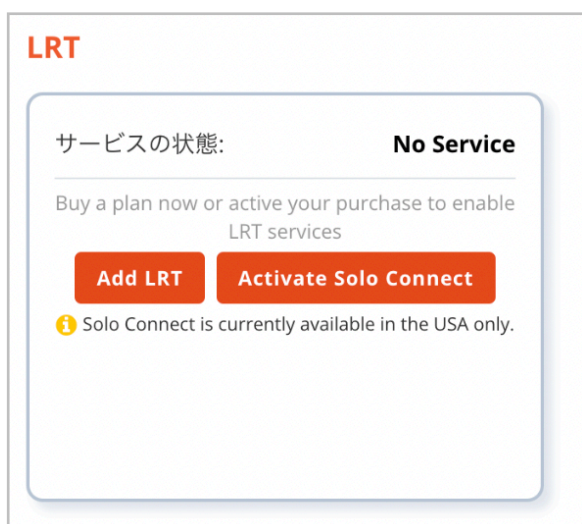 LRT
サービスの状態: No Service
Buy a plan now or active your purchase to enable
LRT services
Add LRT Activate Solo Connect
Solo Connect is currently available in the USA only.